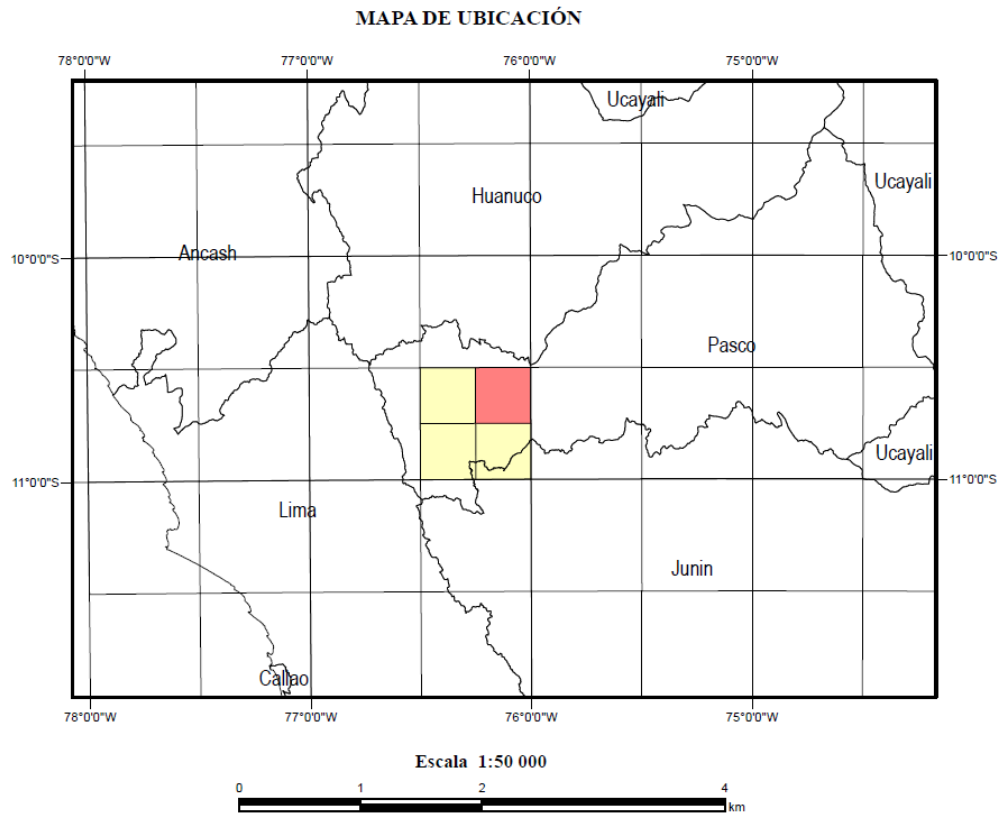 MAPA DE UBICACIÓN
78°0'0"W 77°0'0"W 76°0'0"W 75°0'0"W
Ucayali
Ucayali
Huanuco
Ancash
10°0'0"S 10°0'0"S
Pasco
Ucayali
11°0'0"S 11°0'0"S
Lima
Junin
Callao
78°0'0"W 77°0'0"W 76°0'0"W 75°0'0"W
Escala 1:50 000
0 1 2 4
km